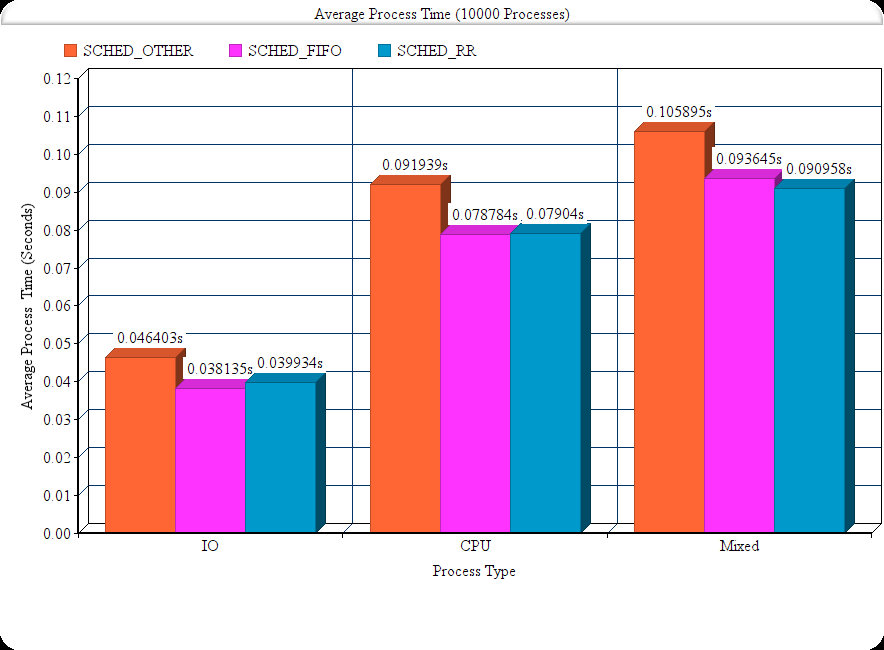 Average Process Time (10000 Processes)
SCHED_OTHER SCHED_FIFO SCHED_RR
0.12
0.11
0.10
0.09
0.08
0.07
0.06
0.05
0.04
0.03
0.02
0.01
0.00
Average Process Time (Seconds)
0.046403s
0.038135s
0.039934s
0.091939s
0.078784s
0.07904s
0.105895s
0.093645s
0.090958s
IO CPU Mixed
Process Type